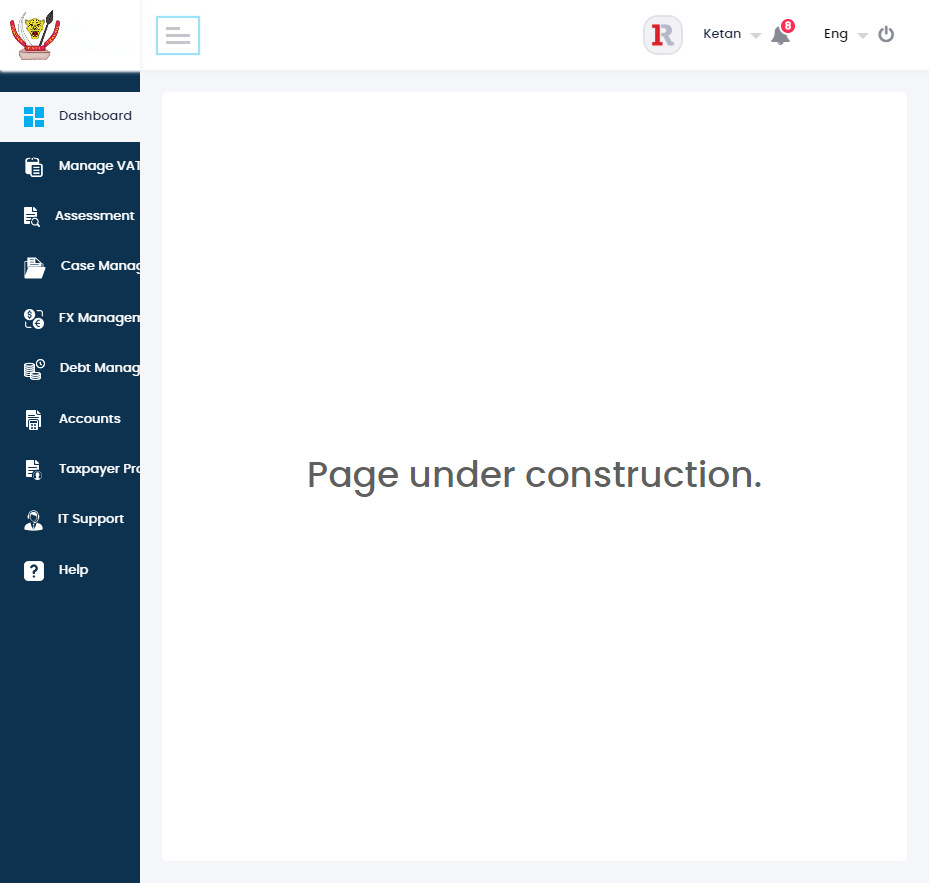 Ketan
8
Eng
Dashboard
Manage VAT
Assessment
Case Manag
FX Managem
Debt Manag
Accounts
Taxpayer Pro
IT Support
Help
Page under construction.